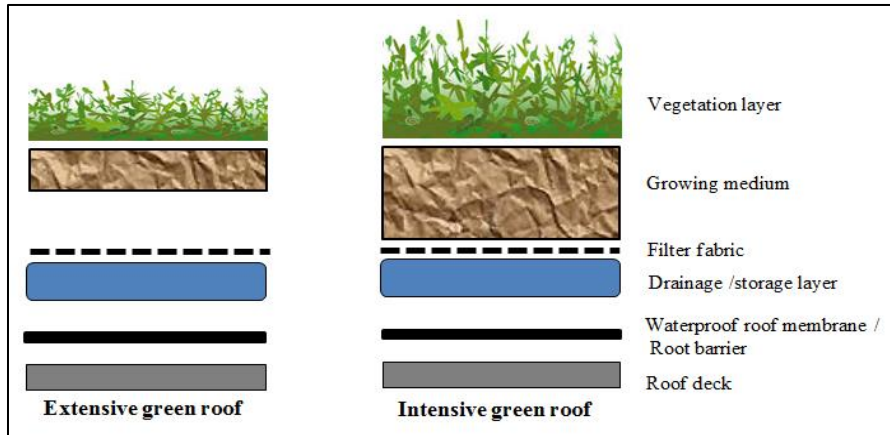 Vegetation layer
Growing medium
Filter fabric
Drainage /storage layer
Waterproof roof membrane /
Root barrier
Roof deck
Extensive green roof
Intensive green roof